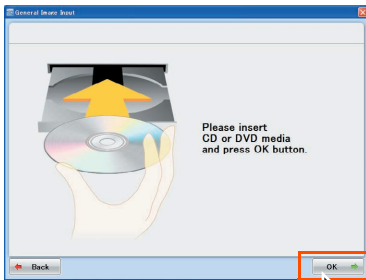 General Image Input
Please insert
CD or DVD media
and press OK button.
Back
OK